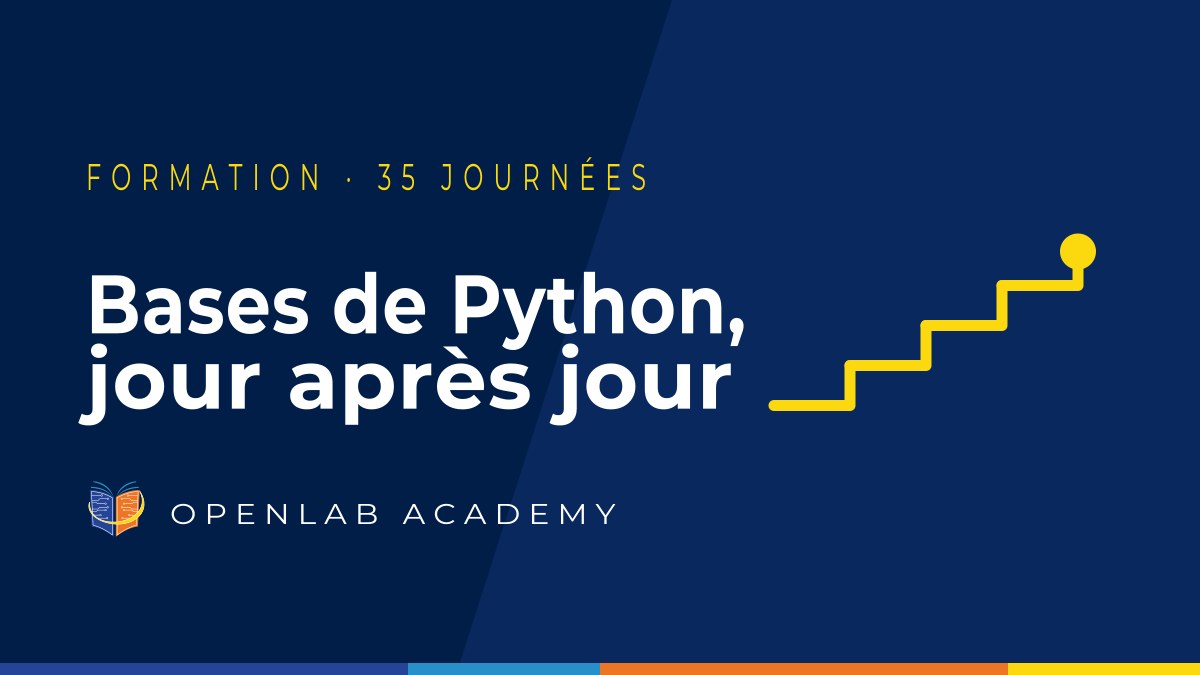 FORMATION · 35 JOURNÉES
Bases de Python,
jour après jour
OPENLAB ACADEMY